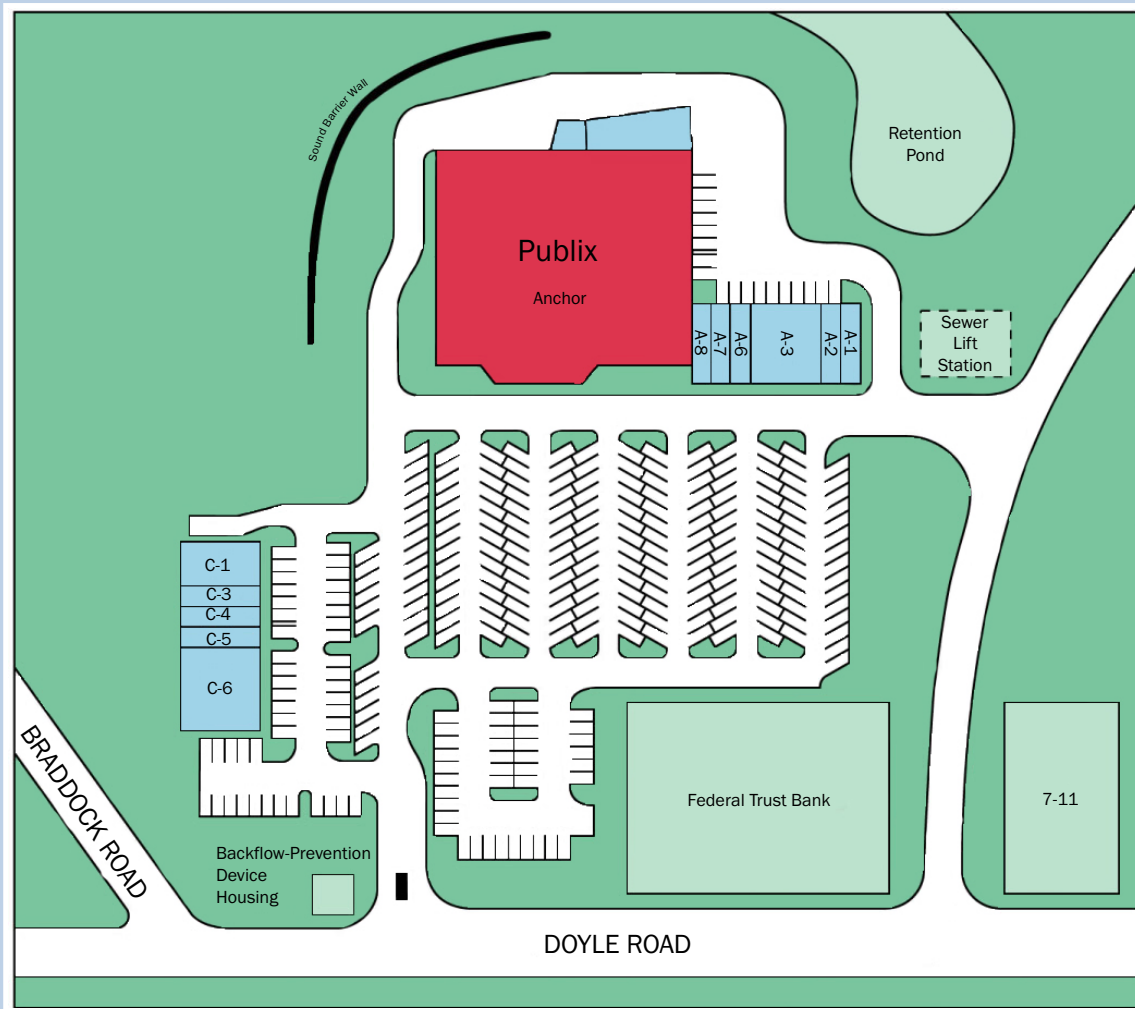 Sound Barrier Wall
Retention
Pond
Publix
Anchor
Sewer
Lift
Station
A-8
A-7
A-6
A-3
A-2
A-1
C-1
C-3
C-4
C-5
C-6
BRADDOCK ROAD
Federal Trust Bank
7-11
Backflow-Prevention
Device
Housing
DOYLE ROAD